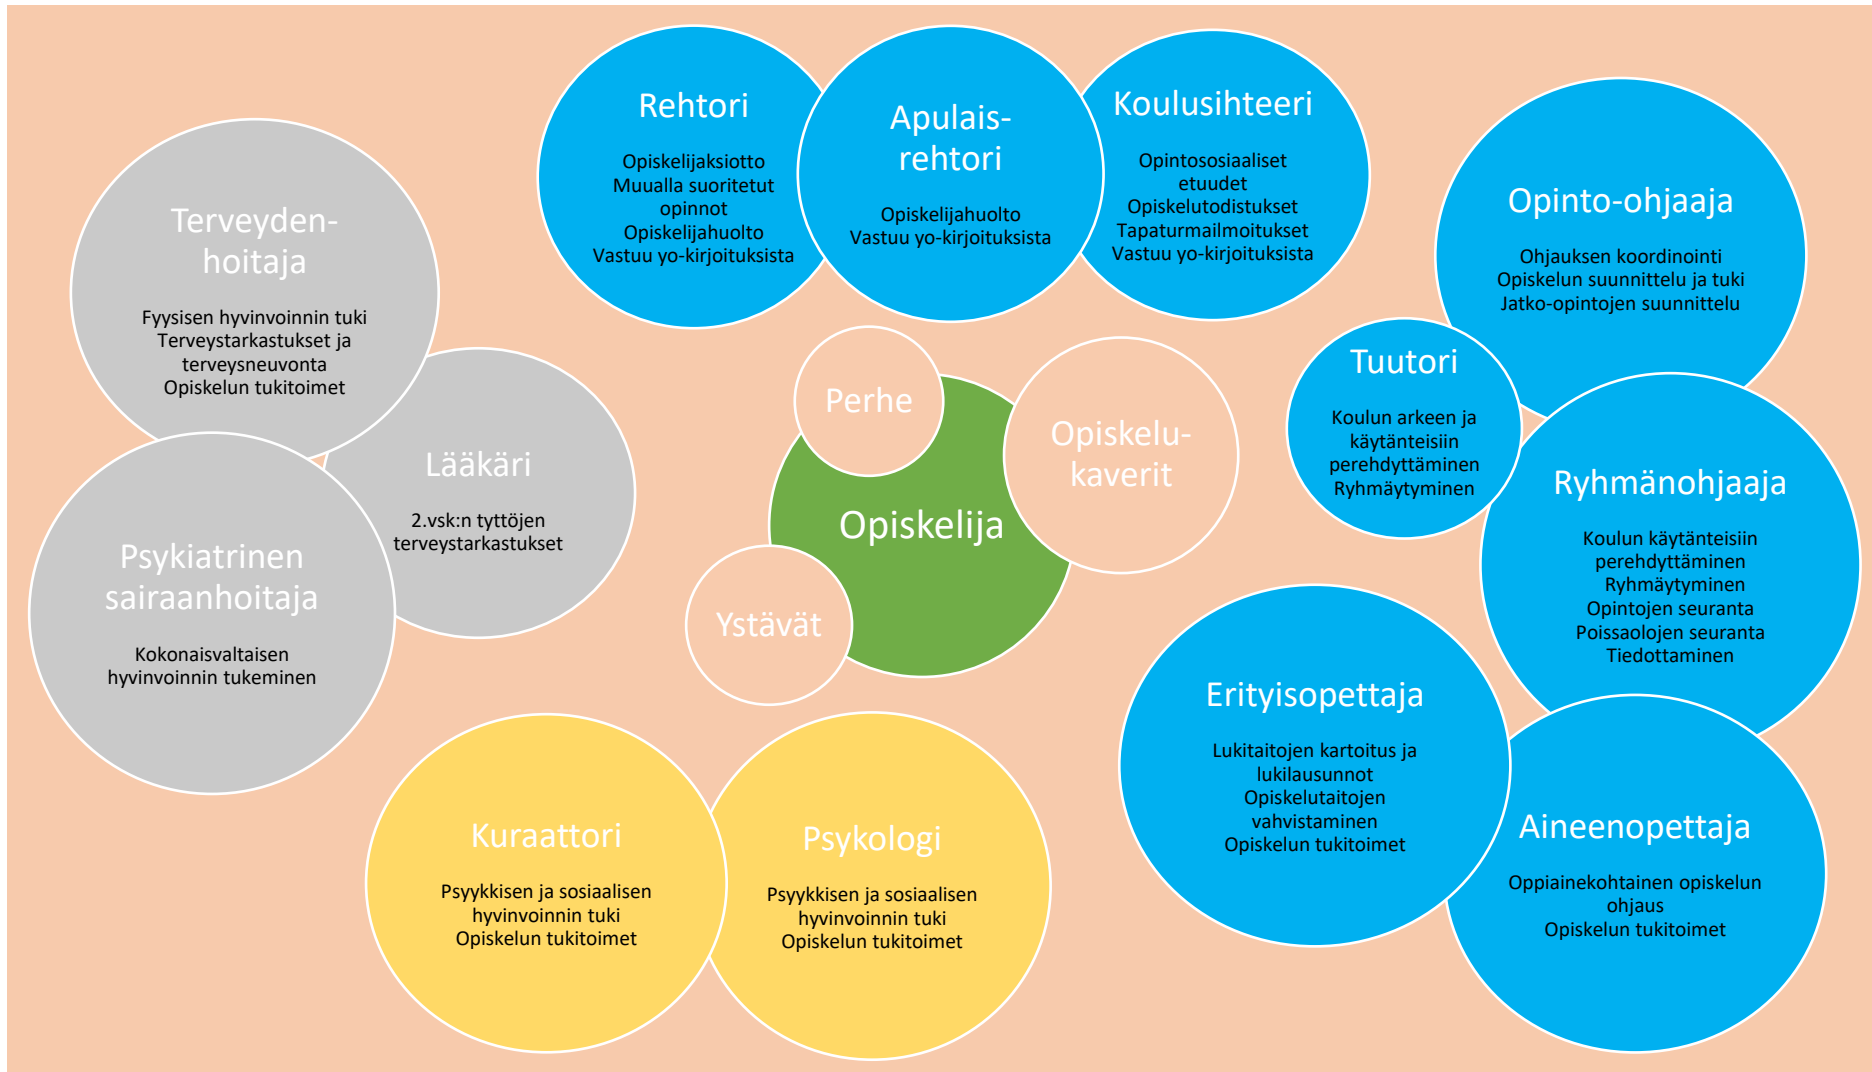 Rehtori
Opiskelijaksiotto
Muualla suoritetut
opinnot
Opiskelijahuolto
Vastuu yo-kirjoituksista
Apulais-
rehtori
Opiskelijahuolto
Vastuu yo-kirjoituksista
Koulusihteeri
Opintososiaaliset
etuudet
Opiskelutodistukset
Tapaturmailmoitukset
Vastuu yo-kirjoituksista
Opinto-ohjaaja
Ohjauksen koordinointi
Opiskelun suunnittelu ja tuki
Jatko-opintojen suunnittelu
Terveyden-
hoitaja
Fyysisen hyvinvoinnin tuki
Terveystarkastukset ja
terveysneuvonta
Opiskelun tukitoimet
Lääkäri
2.vsk:n tyttöjen
terveystarkastukset
Psykiatrinen
sairaanhoitaja
Kokonaisvaltaisen
hyvinvoinnin tukeminen
Perhe
Opiskelu-
kaverit
Opiskelija
Ystävät
Tuutori
Koulun arkeen ja
käytänteisiin
perehdyttäminen
Ryhmäytyminen
Ryhmänohjaaja
Koulun käytänteisiin
perehdyttäminen
Ryhmäytyminen
Opintojen seuranta
Poissaolojen seuranta
Tiedottaminen
Erityisopettaja
Lukitaitojen kartoitus ja
lukilausunnot
Opiskelutaitojen
vahvistaminen
Opiskelun tukitoimet
Aineenopettaja
Oppiainekohtainen opiskelun
ohjaus
Opiskelun tukitoimet
Kuraattori
Psyykkisen ja sosiaalisen
hyvinvoinnin tuki
Opiskelun tukitoimet
Psykologi
Psyykkisen ja sosiaalisen
hyvinvoinnin tuki
Opiskelun tukitoimet